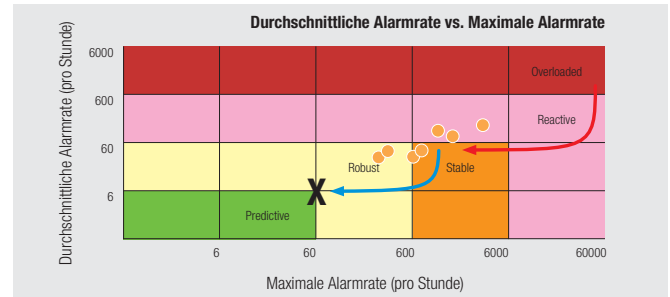 Durchschnittliche Alarmrate vs. Maximale Alarmrate
Durchschnittliche Alarmrate (pro Stunde)
6000
600
60
6
Overloaded
Reactive
Robust
Stable
X
Predictive
6
60
600
6000
60000
Maximale Alarmrate (pro Stunde)